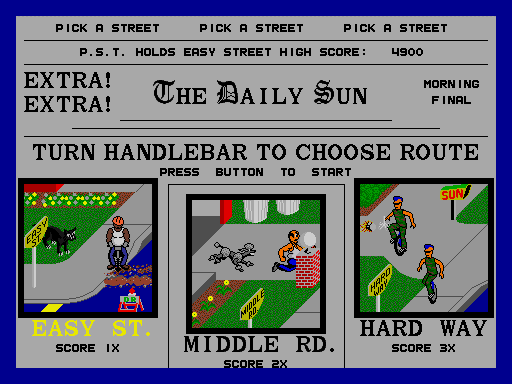 PICK A STREET PICK A STREET PICK A STREET
P.S.T. HOLDS EASY STREET HIGH SCORE: 4900
EXTRA!
EXTRA!
THE DAILY SUN
MORNING
FINAL
TURN HANDLEBAR TO CHOOSE ROUTE
PRESS BUTTON TO START
EASY
ST.
MIDDLE
RD.
SUN
HARD
WAY
EASY ST.
SCORE 1X
MIDDLE RD.
SCORE 2X
HARD WAY
SCORE 3X